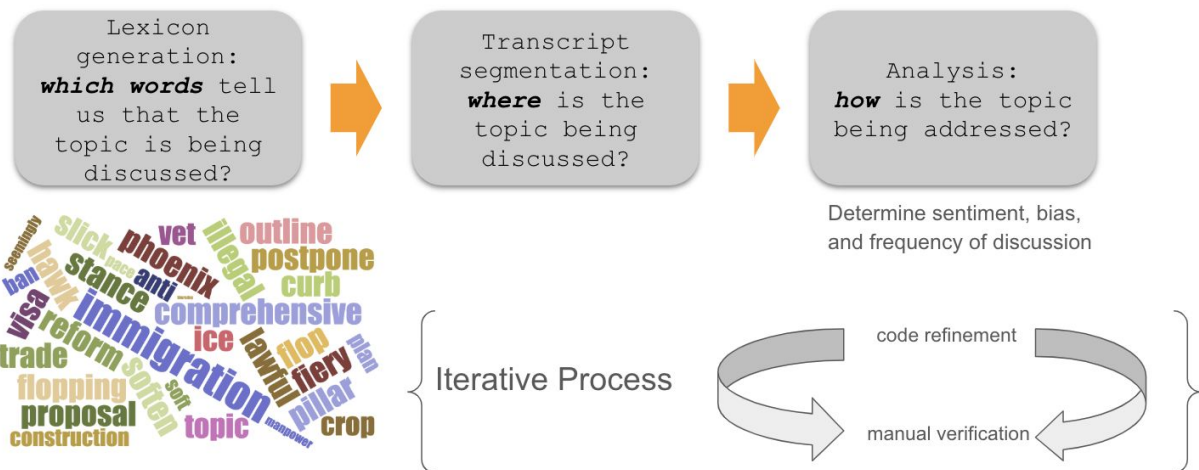 Lexicon
generation:
which words tell
us that the
topic is being
discussed?
Transcript
segmentation:
where is the
topic being
discussed?
Analysis:
how is the topic
being addressed?
Determine sentiment, bias,
and frequency of discussion
seemingly
slick
pace
phoenix
vet
illegal
outline
postpone
curb
ban
hawk
stance
anti
comprehensive
visa
immigration
ice
lawful
flop
plan
trade
reform
fiery
flopping
soften
soft
pillar
proposal
construction
topic
manpower
crop
Iterative Process
code refinement
manual verification